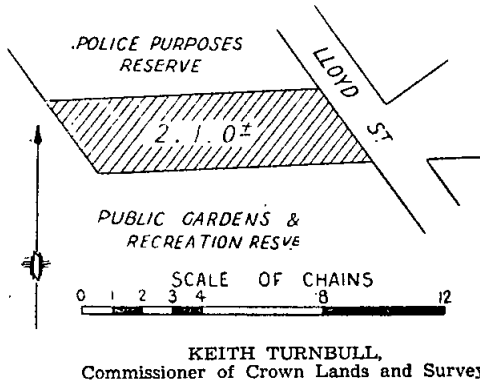 POLICE PURPOSES
RESERVE
LLOYD ST.
2.1.0±
PUBLIC GARDENS &
RECREATION RESVE
SCALE OF CHAINS
0 1 2 3 4 8 12
KEITH TURNBULL,
Commissioner of Crown Lands and Survey